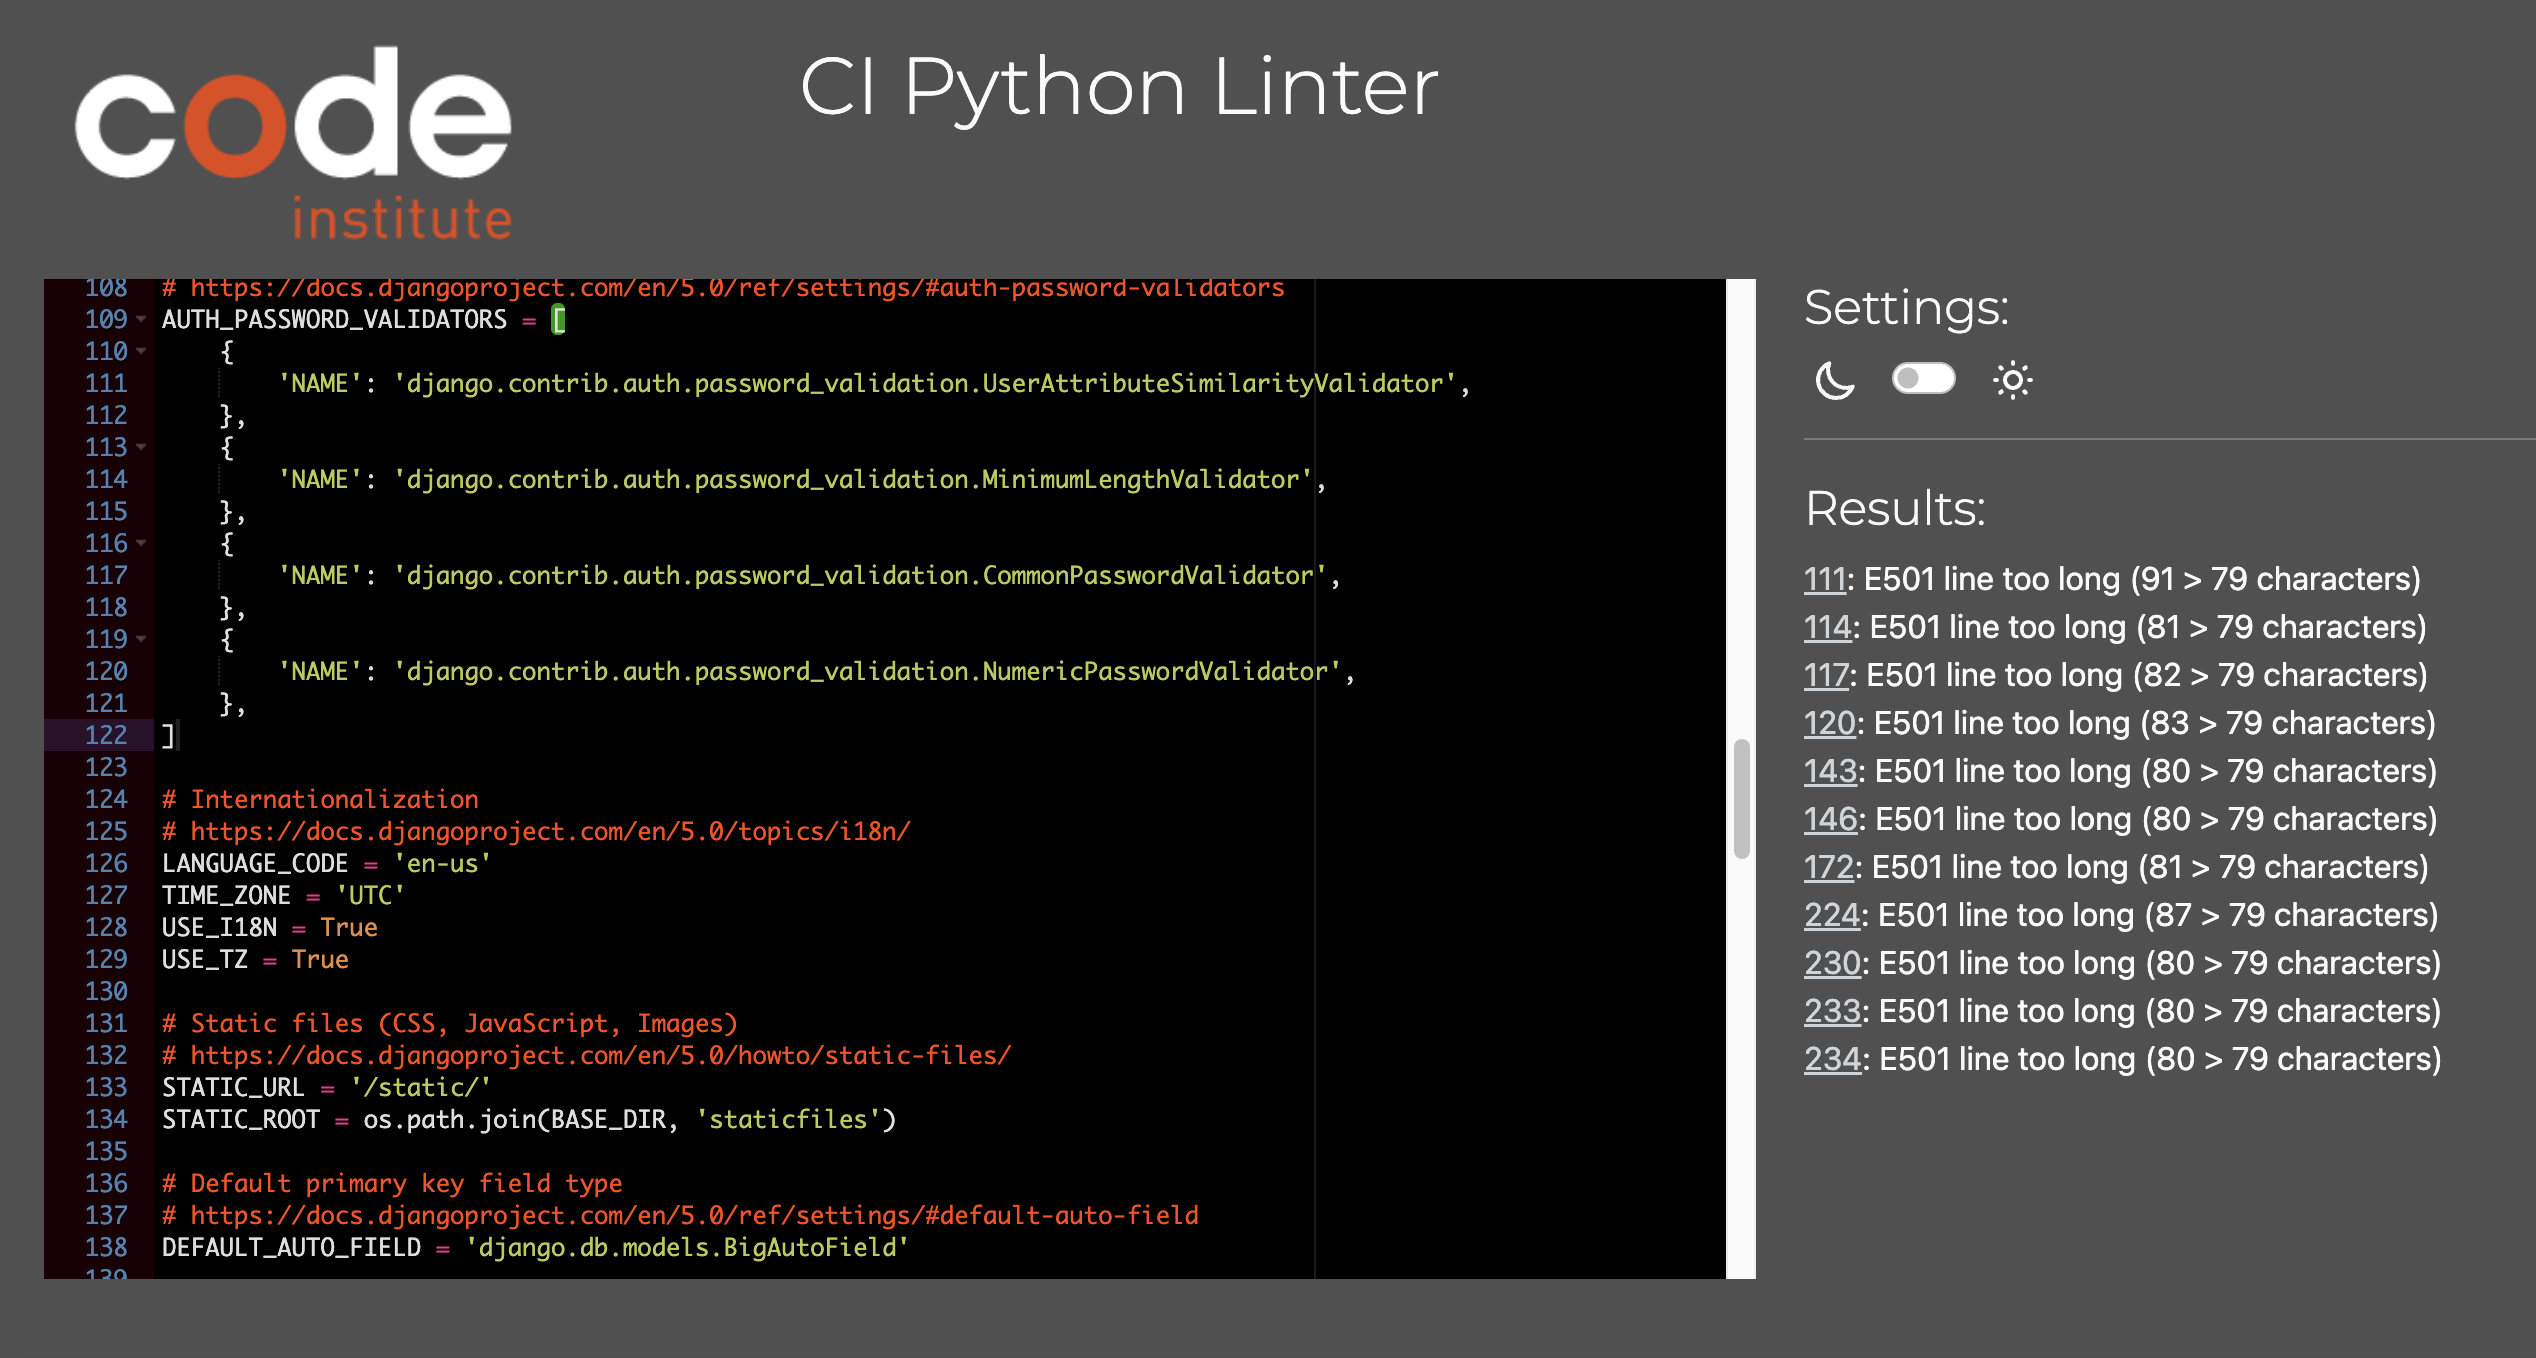 code
institute
CI Python Linter
108 # https://docs.djangoproject.com/en/5.0/ref/settings/#auth-password-validators
109 AUTH_PASSWORD_VALIDATORS = [
110     {
111         'NAME': 'django.contrib.auth.password_validation.UserAttributeSimilarityValidator',
112     },
113     {
114         'NAME': 'django.contrib.auth.password_validation.MinimumLengthValidator',
115     },
116     {
117         'NAME': 'django.contrib.auth.password_validation.CommonPasswordValidator',
118     },
119     {
120         'NAME': 'django.contrib.auth.password_validation.NumericPasswordValidator',
121     },
122 ]
123
124 # Internationalization
125 # https://docs.djangoproject.com/en/5.0/topics/i18n/
126 LANGUAGE_CODE = 'en-us'
127 TIME_ZONE = 'UTC'
128 USE_I18N = True
129 USE_TZ = True
130
131 # Static files (CSS, JavaScript, Images)
132 # https://docs.djangoproject.com/en/5.0/howto/static-files/
133 STATIC_URL = '/static/'
134 STATIC_ROOT = os.path.join(BASE_DIR, 'staticfiles')
135
136 # Default primary key field type
137 # https://docs.djangoproject.com/en/5.0/ref/settings/#default-auto-field
138 DEFAULT_AUTO_FIELD = 'django.db.models.BigAutoField'
139
Settings:
Results:
111: E501 line too long (91 > 79 characters)
114: E501 line too long (81 > 79 characters)
117: E501 line too long (82 > 79 characters)
120: E501 line too long (83 > 79 characters)
143: E501 line too long (80 > 79 characters)
146: E501 line too long (80 > 79 characters)
172: E501 line too long (81 > 79 characters)
224: E501 line too long (87 > 79 characters)
230: E501 line too long (80 > 79 characters)
233: E501 line too long (80 > 79 characters)
234: E501 line too long (80 > 79 characters)